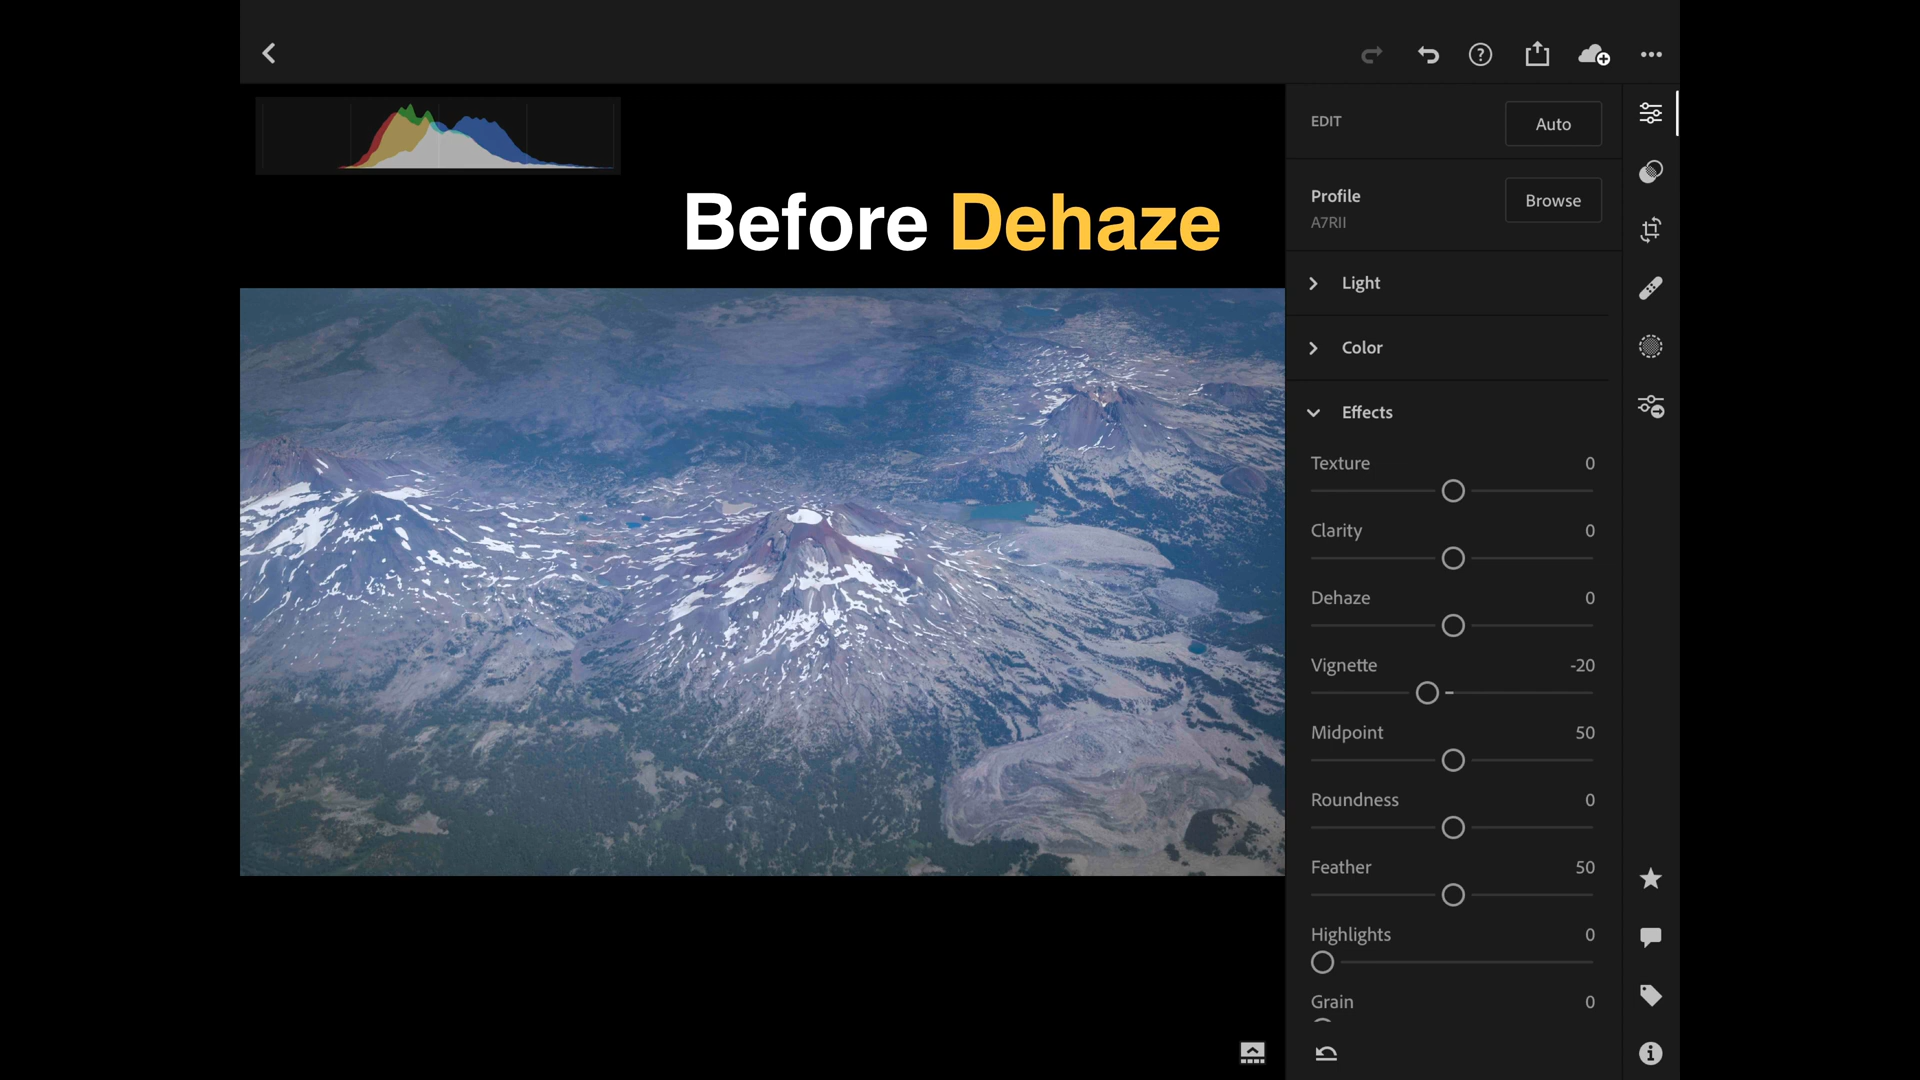 EDIT
Auto
Before Dehaze
Profile
A7RII
Browse
Light
Color
Effects
Texture 0
Clarity 0
Dehaze 0
Vignette -20
Midpoint 50
Roundness 0
Feather 50
Highlights 0
Grain 0